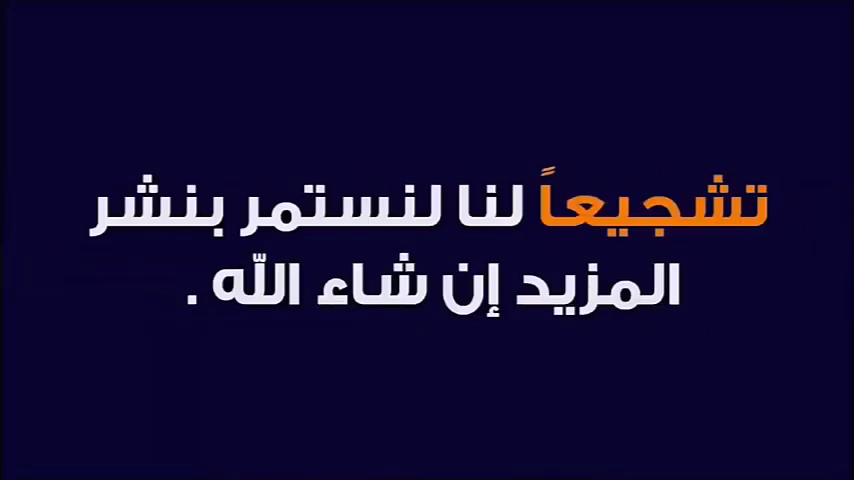 تشجيعاً لنا لنستمر بنشر
المزيد إن شاء الله .